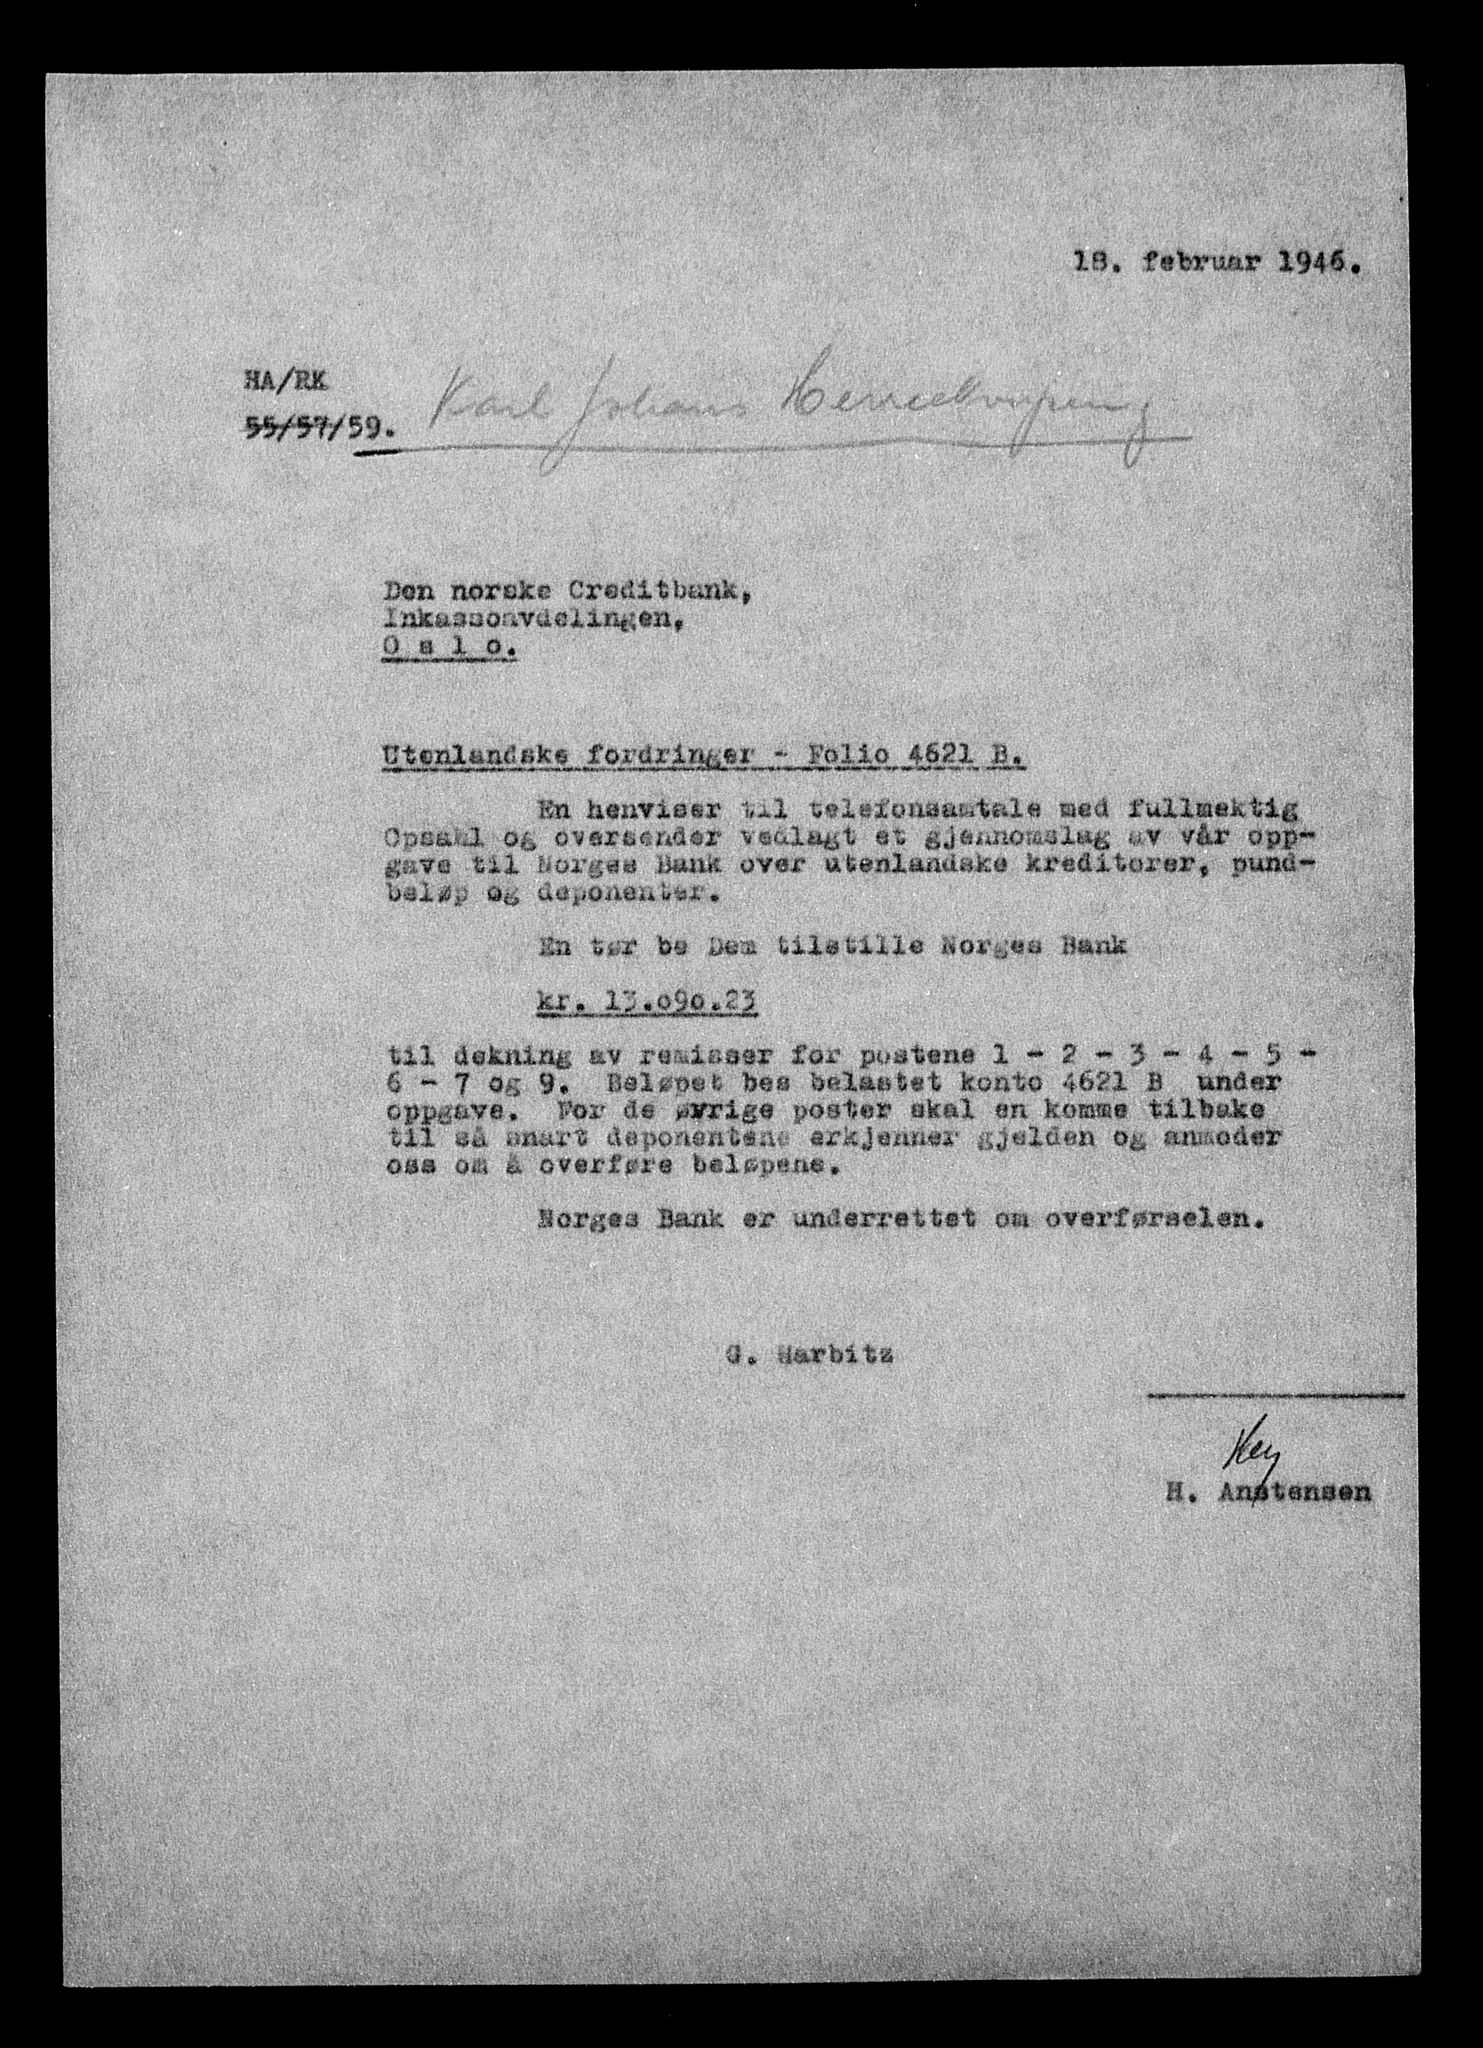 18. februar 1946.
HA/RK
55/57/59.
Karl Johans Herreekvipering
Den norske Creditbank,
Inkassoavdelingen,
O s l o.
Utenlandske fordringer - Folio 4621 B.
En henviser til telefonsamtale med fullmektig
Opsahl og oversender vedlagt et gjennomslag av vår opp-
gave til Norges Bank over utenlandske kreditorer, pund-
beløp og deponenter.
En tør be Dem tilstille Norges Bank
kr. 13.o9o.23
til dekning av remisser for postene 1 - 2 - 3 - 4 - 5 -
6 - 7 og 9. Beløpet bes belastet konto 4621 B under
oppgave. For de øvrige poster skal en komme tilbake
til så snart deponentene erkjenner gjelden og anmoder
oss om å overføre beløpene.
Norges Bank er underrettet om overførselen.
G. Harbitz
H. Anstensen